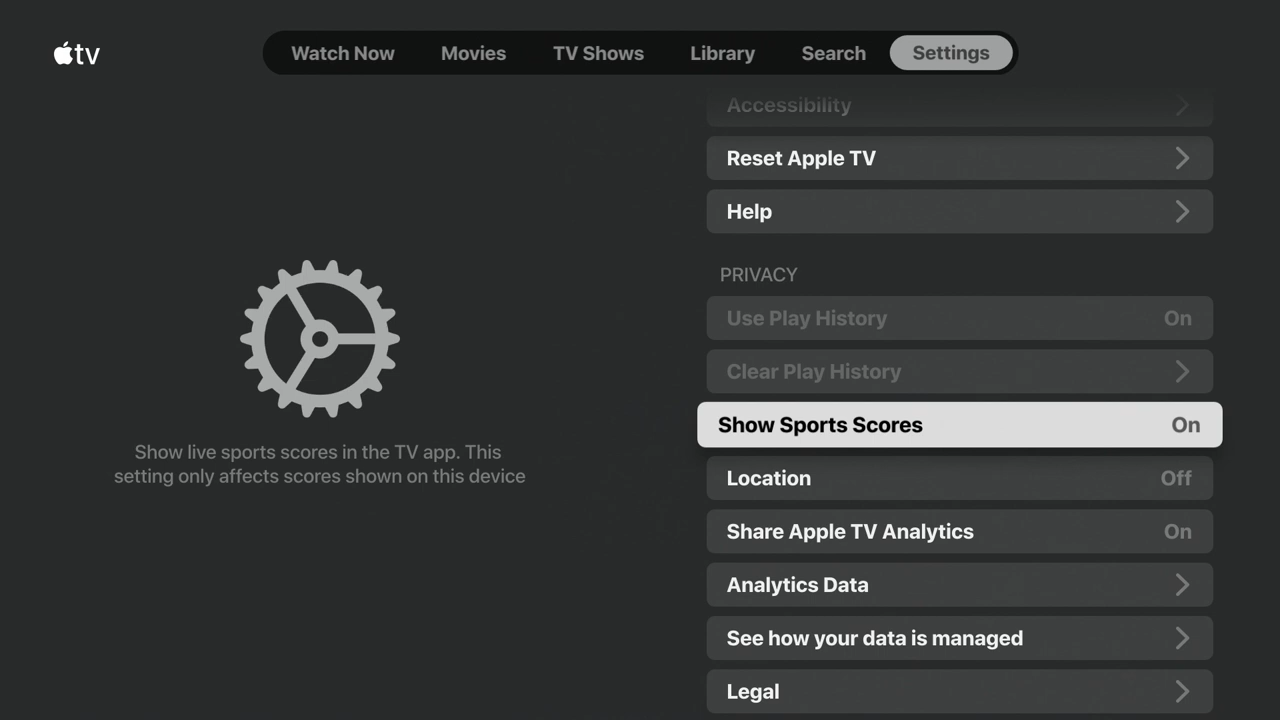 tv
Watch Now
Movies
TV Shows
Library
Search
Settings
Accessibility
Reset Apple TV
Help
PRIVACY
Use Play History On
Clear Play History
Show Sports Scores On
Location Off
Share Apple TV Analytics On
Analytics Data
See how your data is managed
Legal
Show live sports scores in the TV app. This
setting only affects scores shown on this device